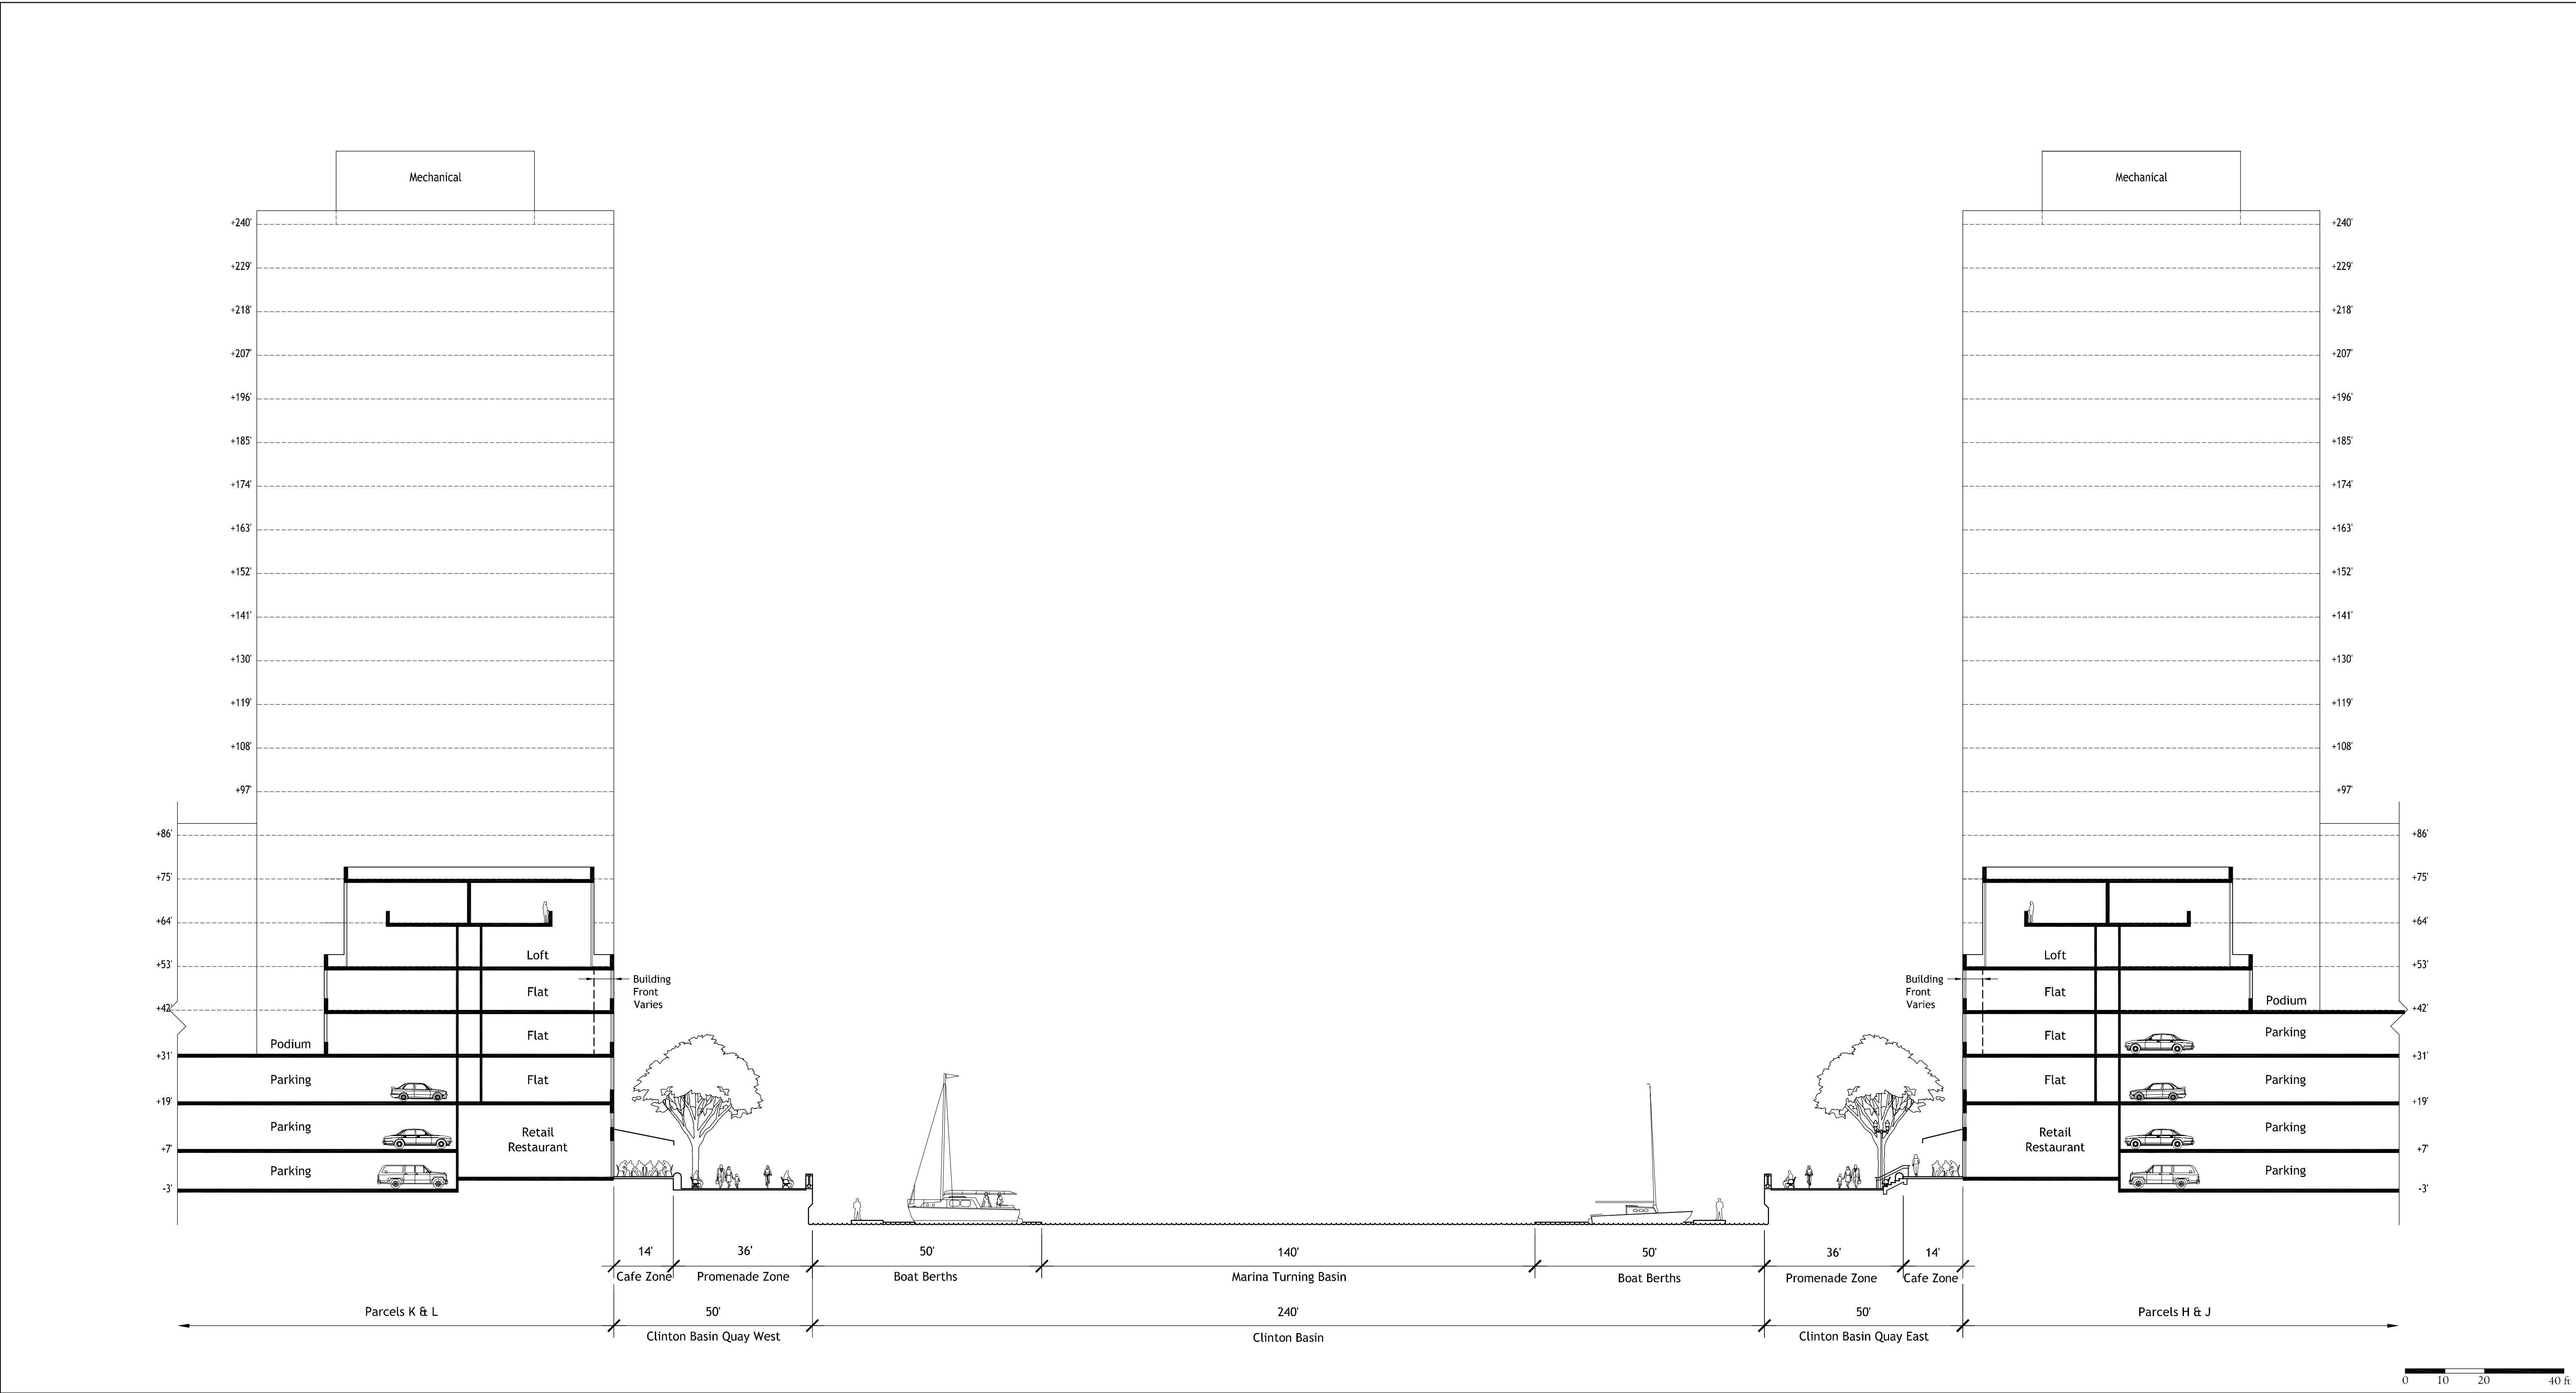 Mechanical
Mechanical
+240'
+240'
+229'
+229'
+218'
+218'
+207'
+207'
+196'
+196'
+185'
+185'
+174'
+174'
+163'
+163'
+152'
+152'
+141'
+141'
+130'
+130'
+119'
+119'
+108'
+108'
+97'
+97'
+86'
+86'
+75'
+75'
+64'
+64'
Loft
Loft
+53'
+53'
Building
Front
Varies
Building
Front
Varies
Flat
Flat
+42'
Podium
+42'
Podium
Flat
Flat
Parking
+31'
+31'
Parking
Flat
Flat
Parking
+19'
+19'
Parking
Retail
Restaurant
Retail
Restaurant
Parking
+7'
+7'
Parking
Parking
-3'
-3'
14'
36'
50'
140'
50'
36'
14'
Cafe Zone
Promenade Zone
Boat Berths
Marina Turning Basin
Boat Berths
Promenade Zone
Cafe Zone
Parcels K & L
50'
240'
50'
Parcels H & J
Clinton Basin Quay West
Clinton Basin
Clinton Basin Quay East
0 10 20 40 ft